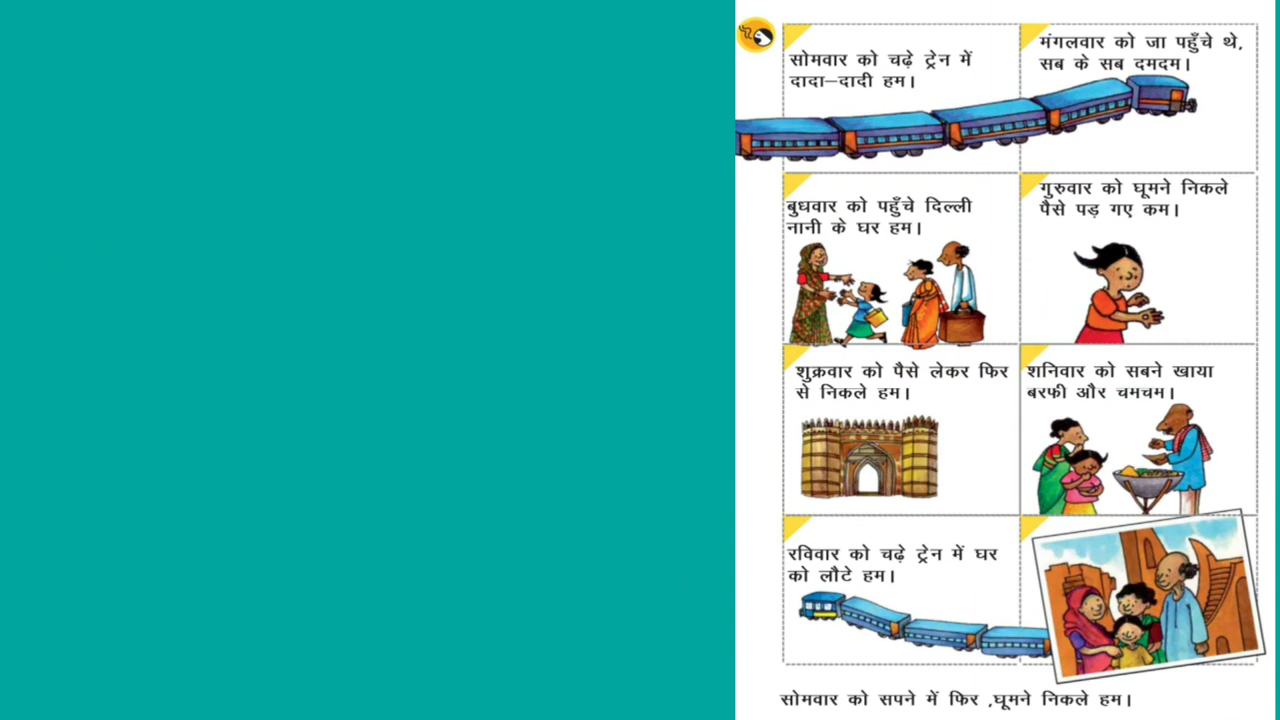 सोमवार को चढ़े ट्रेन में
दादा–दादी हम।
मंगलवार को जा पहुँचे थे,
सब के सब दमदम।
बुधवार को पहुँचे दिल्ली
नानी के घर हम।
गुरुवार को घूमने निकले
पैसे पड़ गए कम।
शुक्रवार को पैसे लेकर फिर
से निकले हम।
शनिवार को सबने खाया
बरफी और चमचम।
रविवार को चढ़े ट्रेन में घर
को लौटे हम।
सोमवार को सपने में फिर ,घूमने निकले हम।